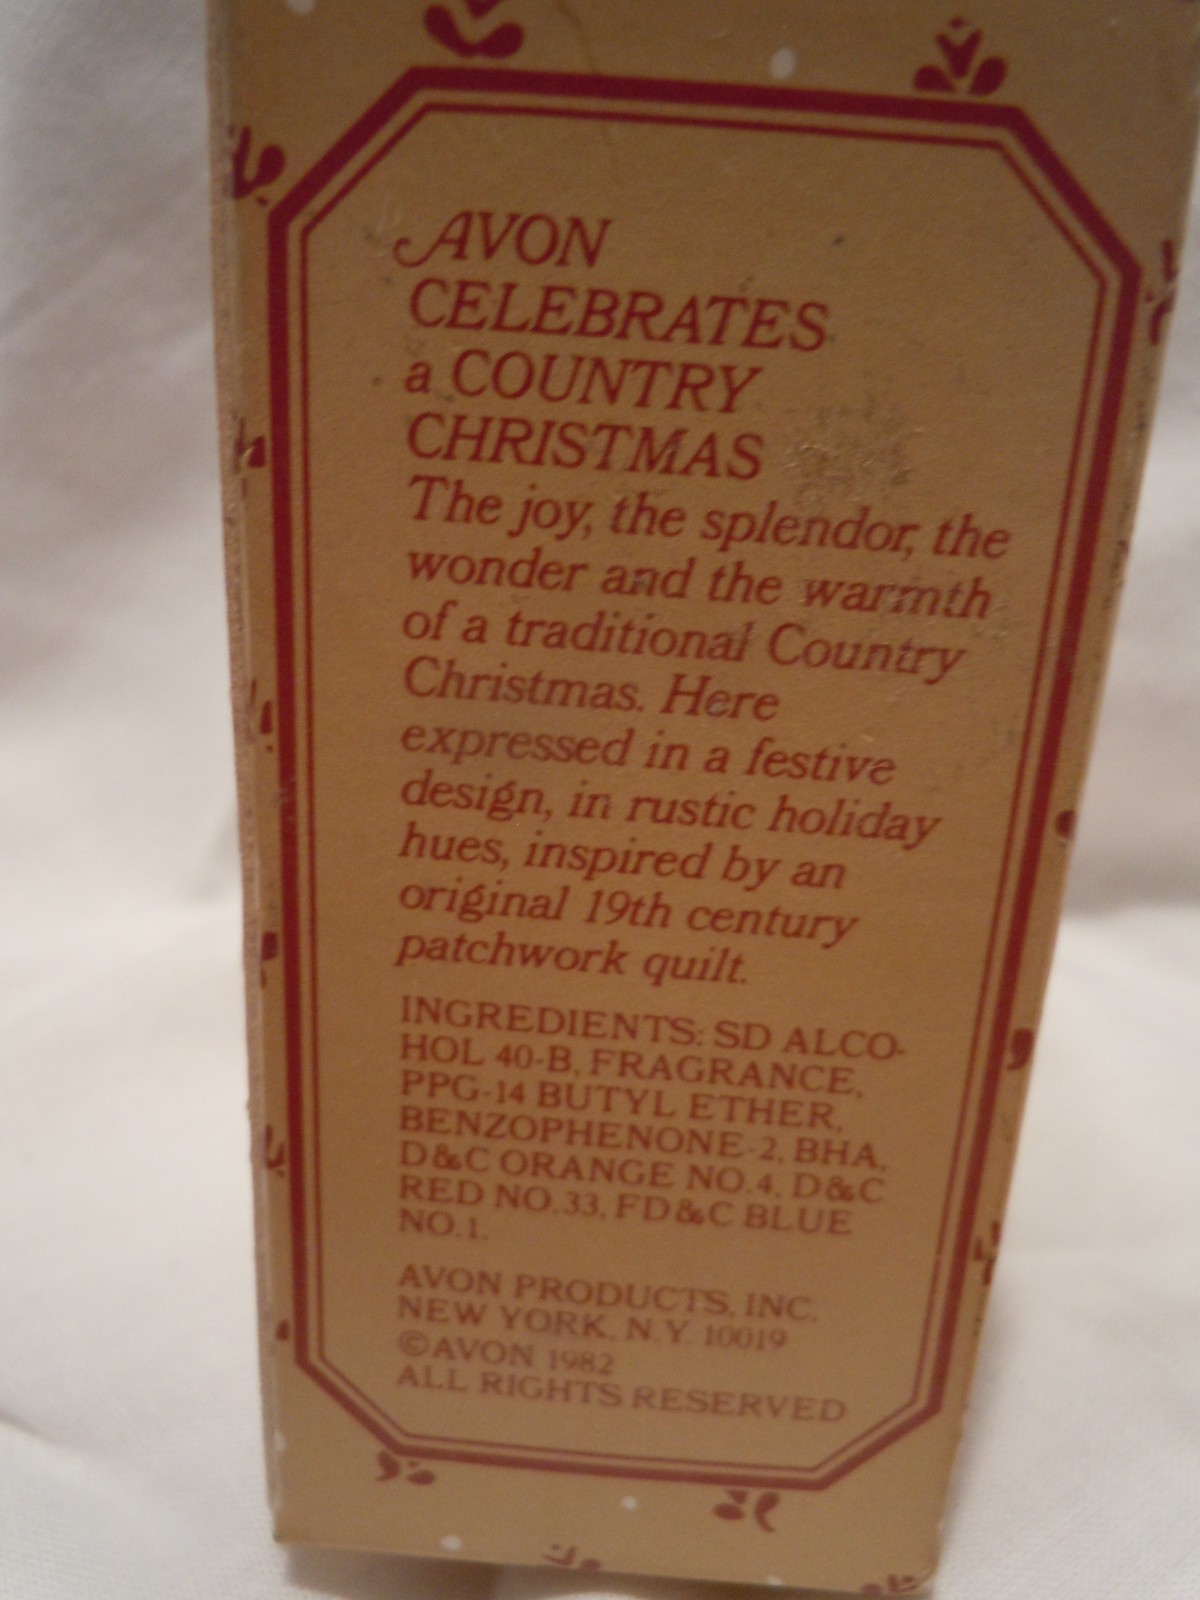 AVON
CELEBRATES
a COUNTRY
CHRISTMAS
The joy, the splendor, the
wonder and the warmth
of a traditional Country
Christmas. Here
expressed in a festive
design, in rustic holiday
hues, inspired by an
original 19th century
patchwork quilt.
INGREDIENTS: SD ALCO-
HOL 40-B, FRAGRANCE,
PPG-14 BUTYL ETHER,
BENZOPHENONE-2, BHA,
D&C ORANGE NO.4, D&C
RED NO.33, FD&C BLUE
NO.1.
AVON PRODUCTS, INC.
NEW YORK, N.Y. 10019
©AVON 1982
ALL RIGHTS RESERVED